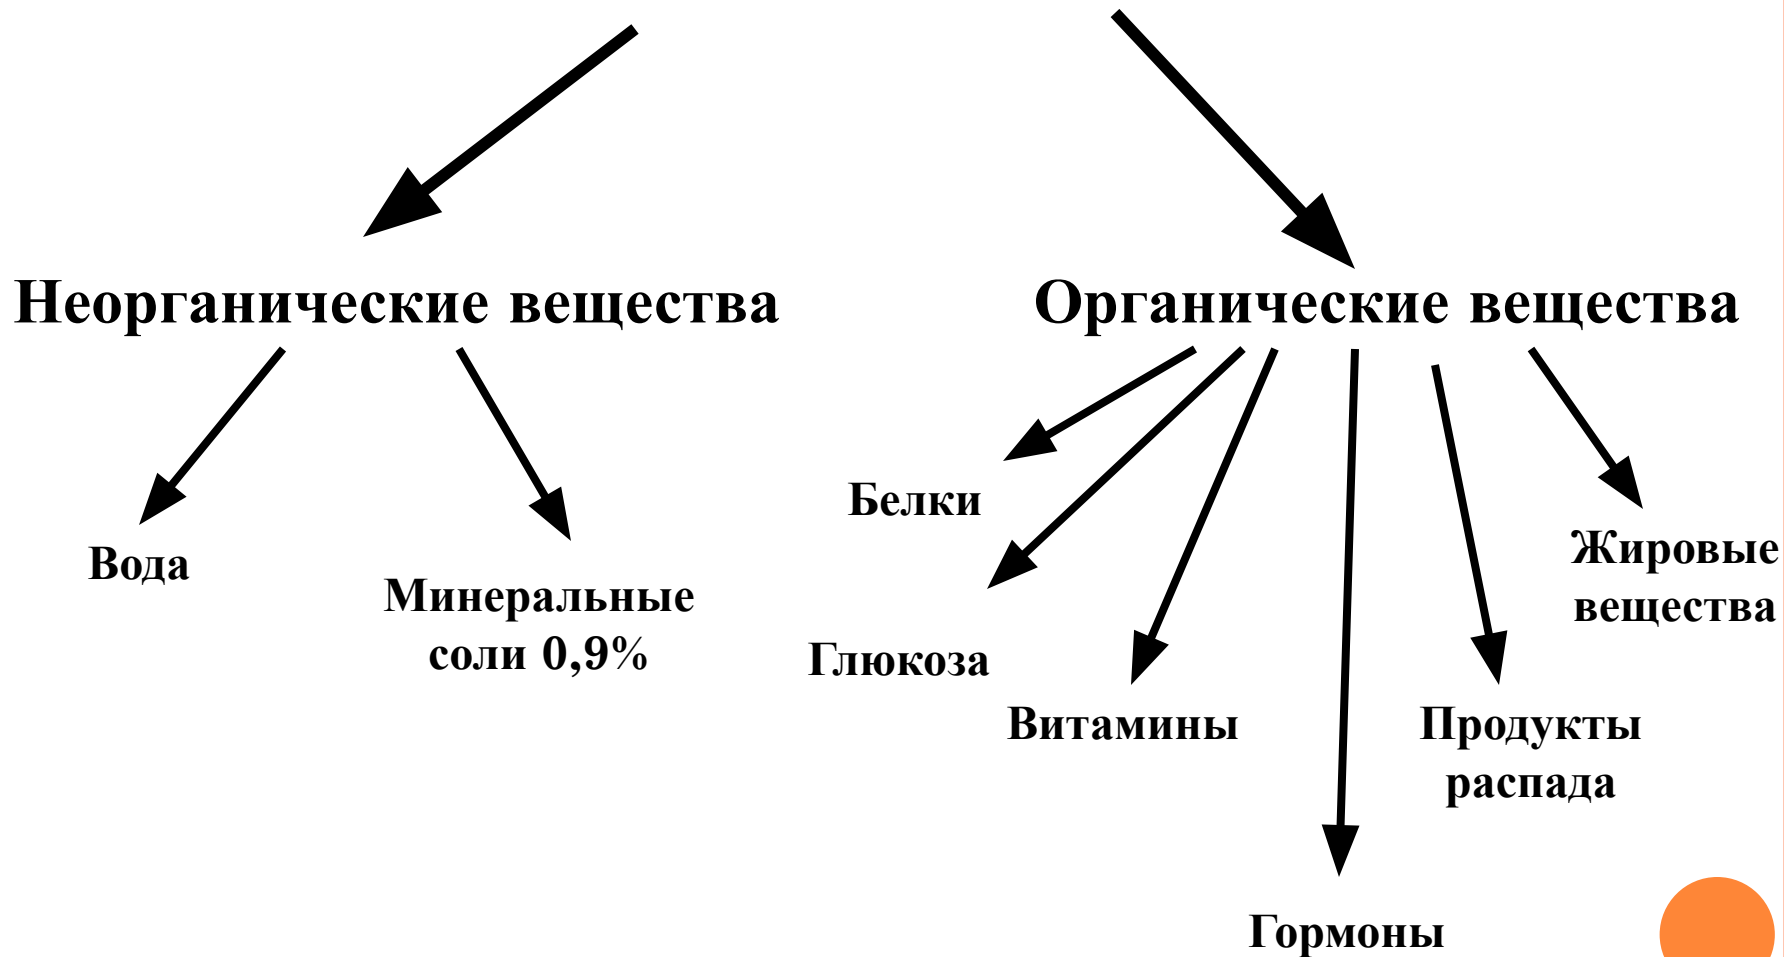 Неорганические вещества
Органические вещества
Вода
Минеральные
соли 0,9%
Белки
Глюкоза
Витамины
Гормоны
Продукты
распада
Жировые
вещества